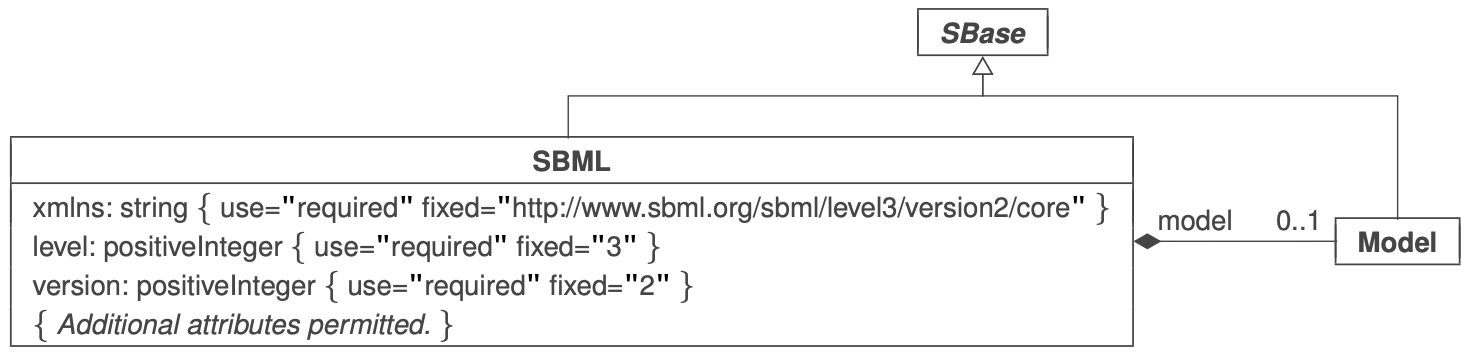 SBase
SBML
xmlns: string { use="required" fixed="http://www.sbml.org/sbml/level3/version2/core" }
level: positiveInteger { use="required" fixed="3" }
version: positiveInteger { use="required" fixed="2" }
{ Additional attributes permitted. }
model 0..1
Model